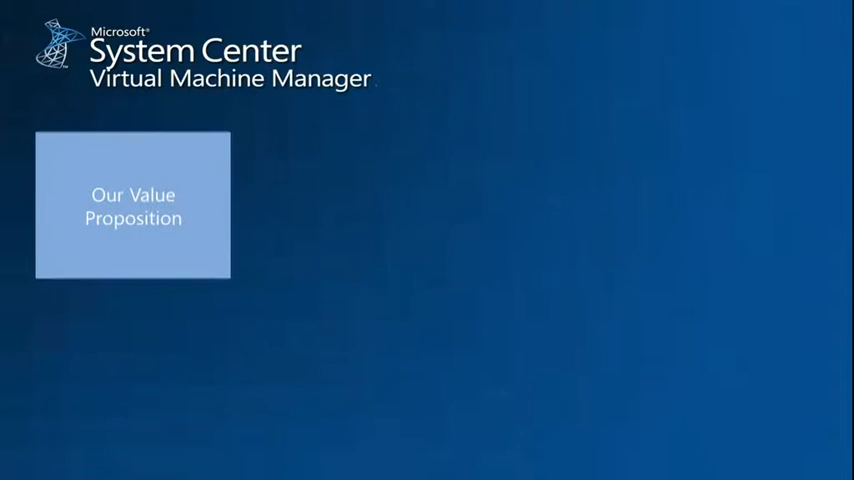 Microsoft®
System Center
Virtual Machine Manager
Our Value
Proposition